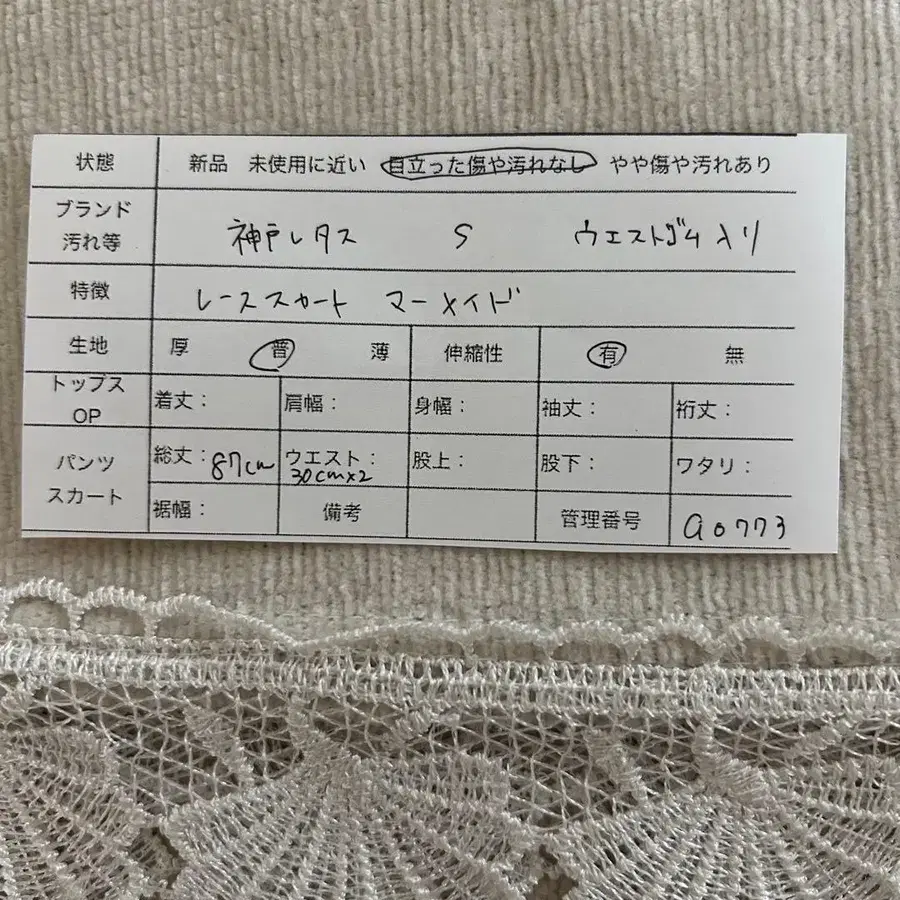 状態 新品 未使用に近い 目立った傷や汚れなし やや傷や汚れあり
ブランド
汚れ等 神戸レタス S ウエストゴム入り
特徴 レーススカート マーメイド
生地 厚 普 薄 伸縮性 有 無
トップス
OP 着丈: 肩幅: 身幅: 袖丈: 裄丈:
パンツ
スカート 総丈:87cm ウエスト:30cm×2 股上: 股下: ワタリ:
裾幅: 備考 管理番号 a0773